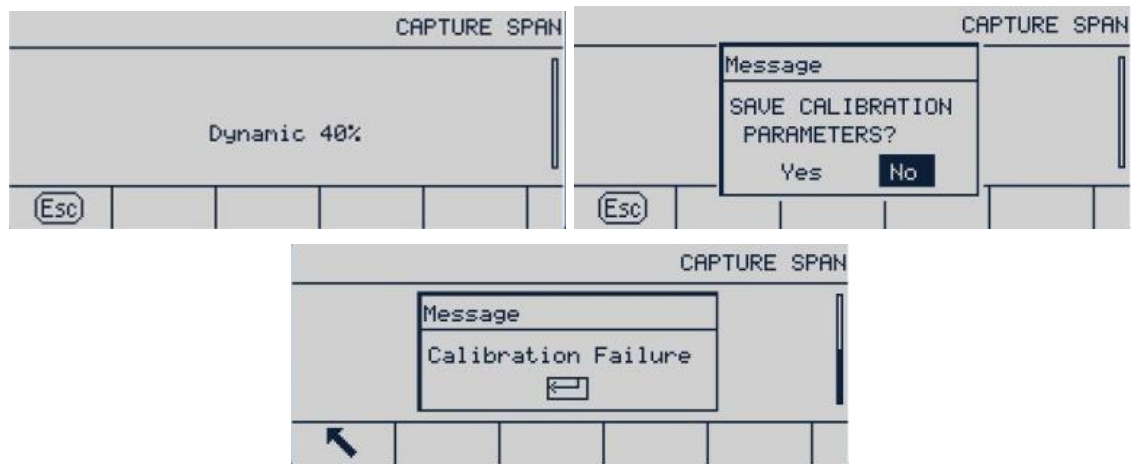 CAPTURE SPAN
Dynamic 40%
Esc
CAPTURE SPAN
Message
SAVE CALIBRATION
PARAMETERS?
Yes No
Esc
CAPTURE SPAN
Message
Calibration Failure